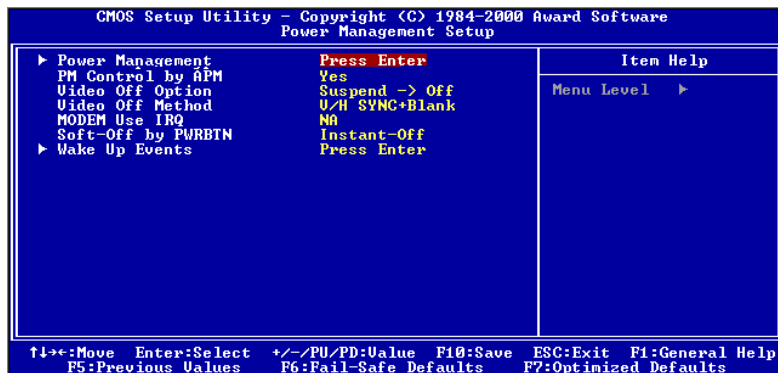 CMOS Setup Utility - Copyright (C) 1984-2000 Award Software
Power Management Setup
▶ Power Management Press Enter
PM Control by APM Yes
Video Off Option Suspend -> Off
Video Off Method V/H SYNC+Blank
MODEM Use IRQ NA
Soft-Off by PWRBTN Instant-Off
▶ Wake Up Events Press Enter
Item Help
Menu Level ▶
↑↓→←:Move Enter:Select +/-/PU/PD:Value F10:Save ESC:Exit F1:General Help
F5:Previous Values F6:Fail-Safe Defaults F7:Optimized Defaults